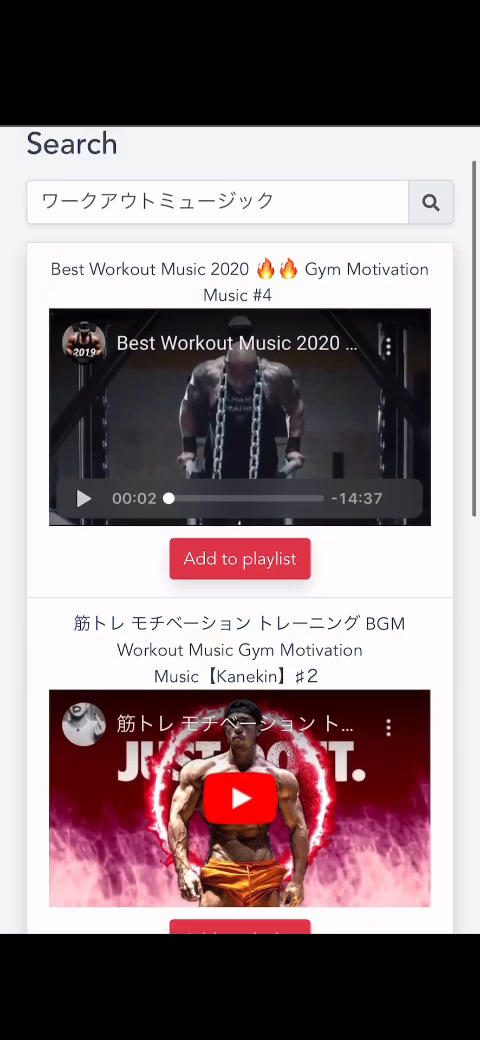 Search
ワークアウトミュージック
Best Workout Music 2020 🔥🔥 Gym Motivation
Music #4
2019
Best Workout Music 2020 ...
00:02
-14:37
Add to playlist
筋トレ モチベーション トレーニング BGM
Workout Music Gym Motivation
Music【Kanekin】♯2
筋トレ モチベーション ト...